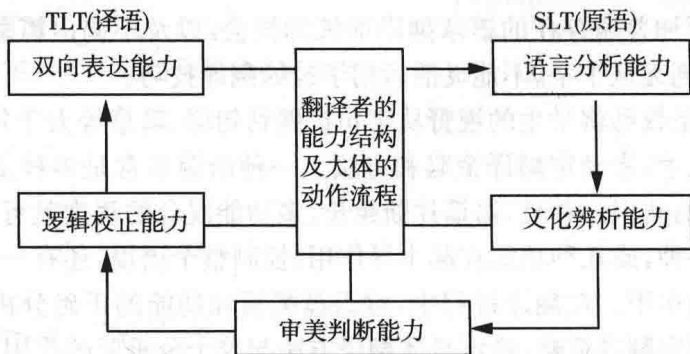 TLT(译语)
SLT(原语)
双向表达能力
语言分析能力
翻译者的
能力结构
及大体的
动作流程
逻辑校正能力
文化辨析能力
审美判断能力